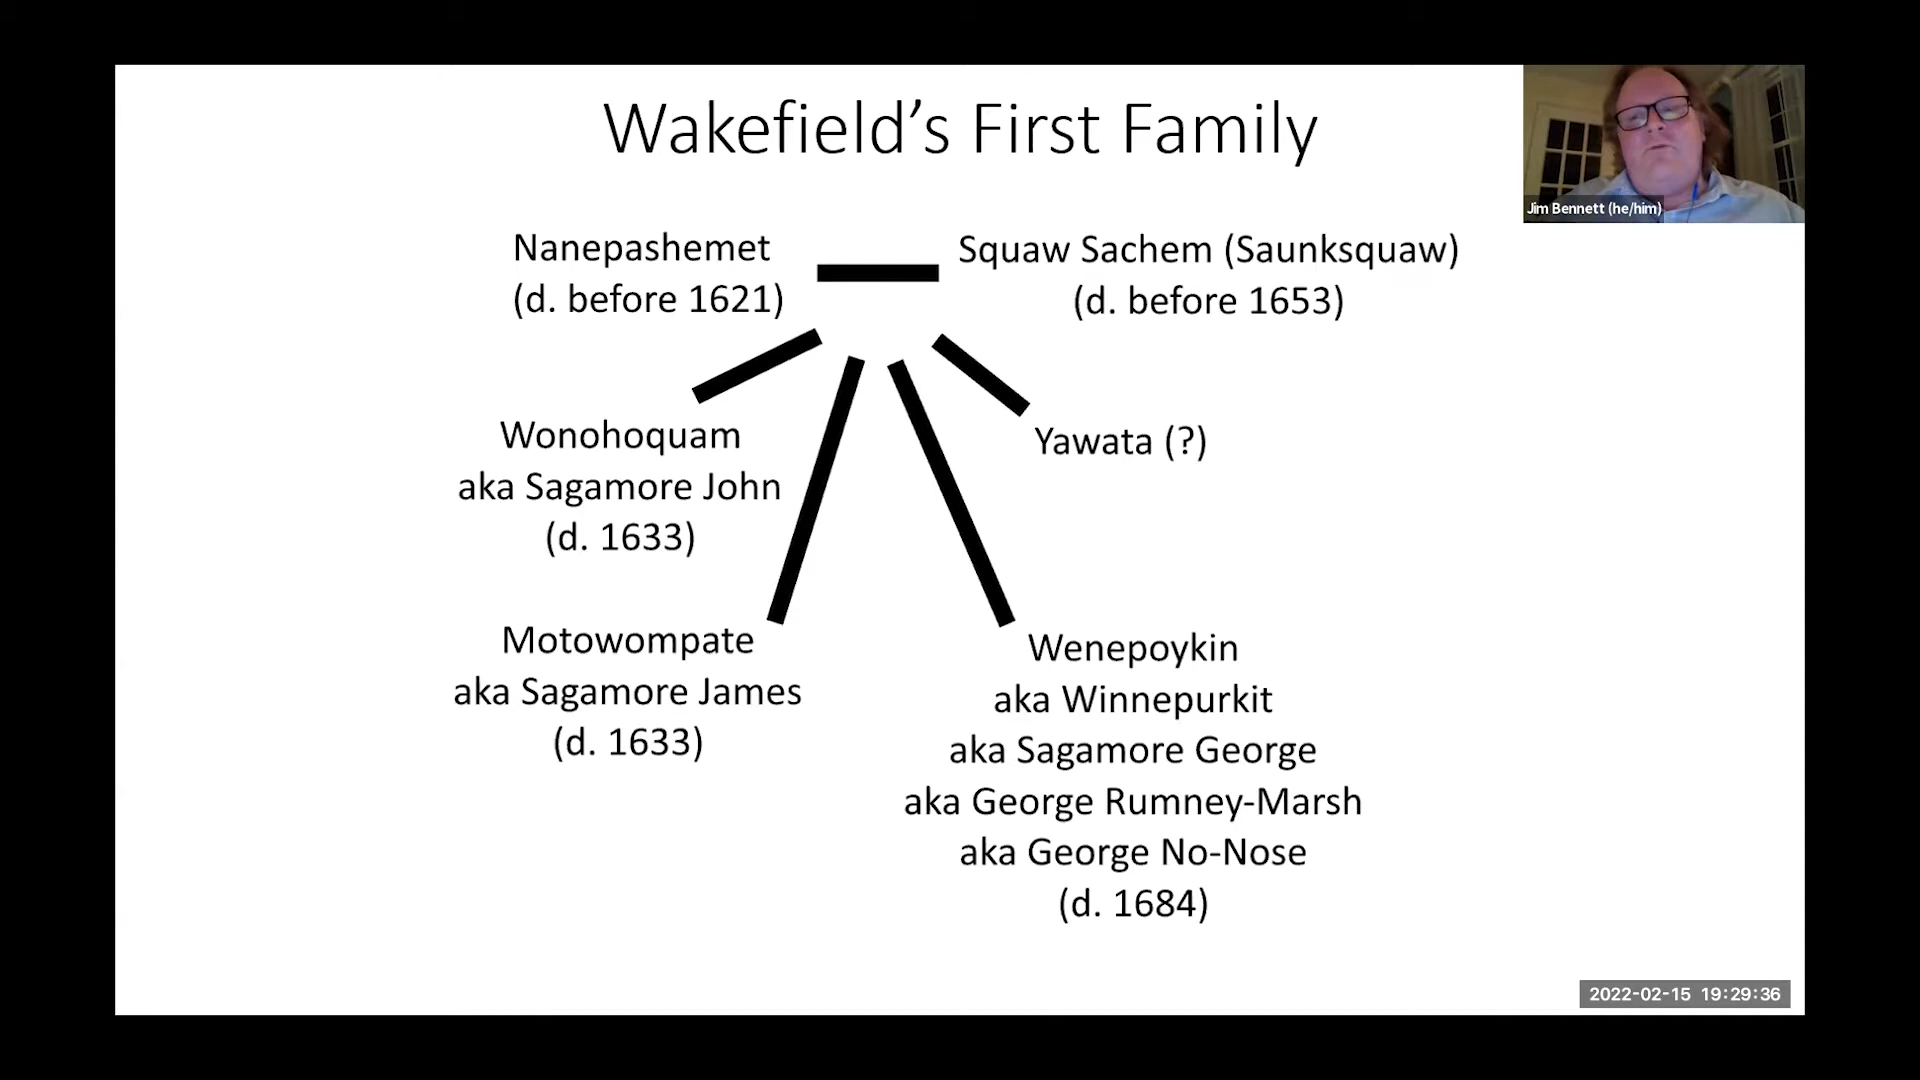 Wakefield’s First Family
Jim Bennett (he/him)
Nanepashemet
(d. before 1621)
Squaw Sachem (Saunksquaw)
(d. before 1653)
Wonohoquam
aka Sagamore John
(d. 1633)
Yawata (?)
Motowompate
aka Sagamore James
(d. 1633)
Wenepoykin
aka Winnepurkit
aka Sagamore George
aka George Rumney-Marsh
aka George No-Nose
(d. 1684)
2022-02-15 19:29:36